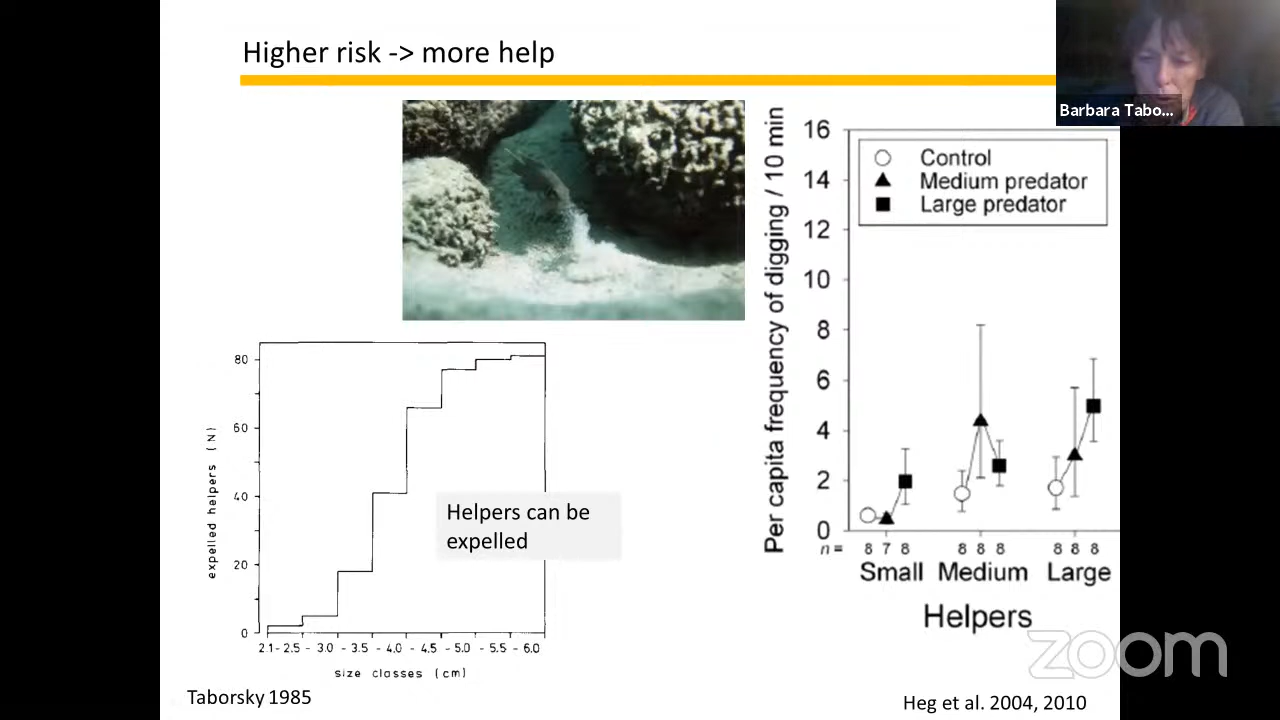 Higher risk -> more help
Barbara Tabo...
16
14
12
10
8
6
4
2
0
Per capita frequency of digging / 10 min
Control
Medium predator
Large predator
n = 8 7 8 8 8 8 8 8 8
Small Medium Large
Helpers
80
60
40
20
0
expelled helpers (N)
Helpers can be
expelled
2.1 - 2.5 - 3.0 - 3.5 - 4.0 - 4.5 - 5.0 - 5.5 - 6.0
size classes (cm)
Taborsky 1985
Heg et al. 2004, 2010
zoom